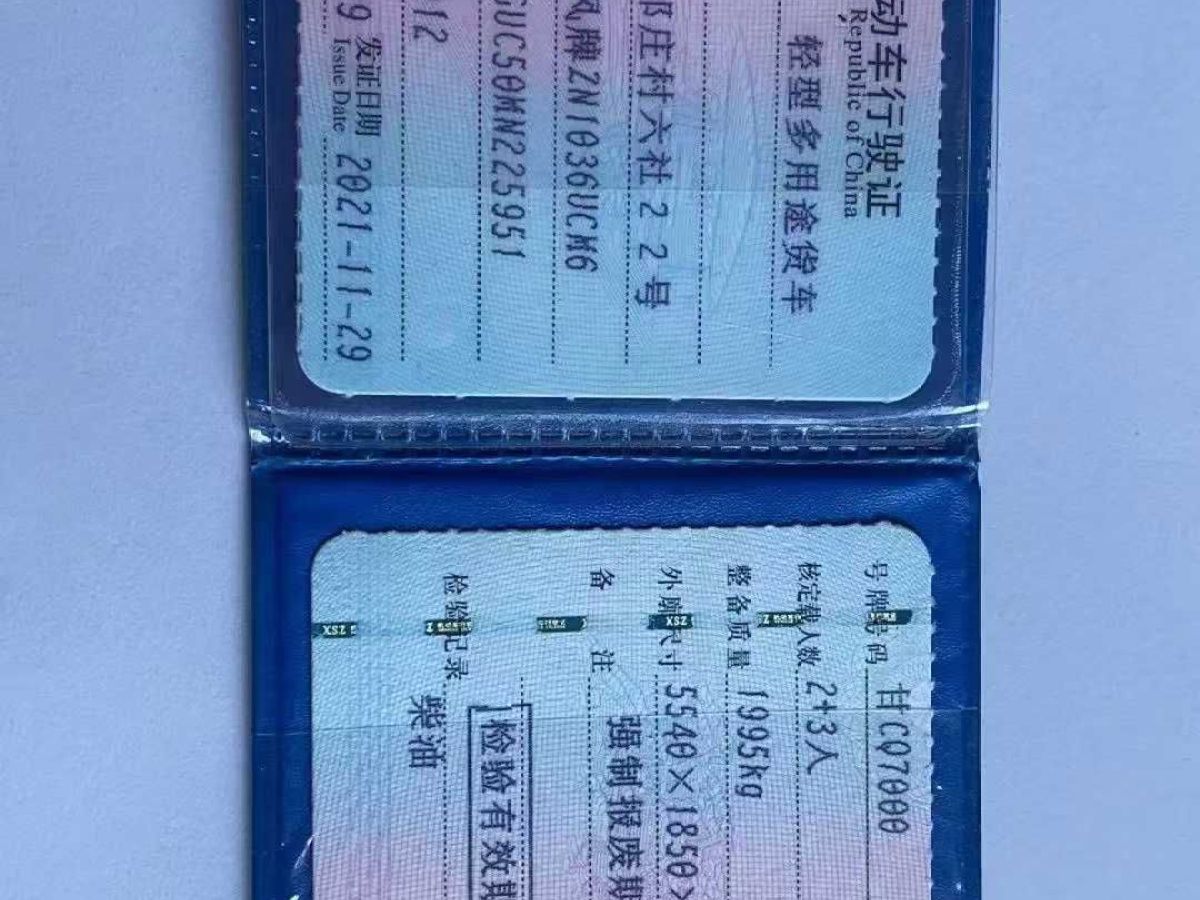 动车行驶证
Republic of China
轻型多用途货车
庄村六社22号
风牌ZN1036UCM6
GUC50MN225951
12
9 发证日期 2021-11-29
Issue Date
号牌号码 甘CQ7000
核定载人数 2+3人
整备质量 1995kg
外廓尺寸 5540×1850×
备 注 强制报废期
检验有效期
检验记录
柴油
ZSX
ZSX